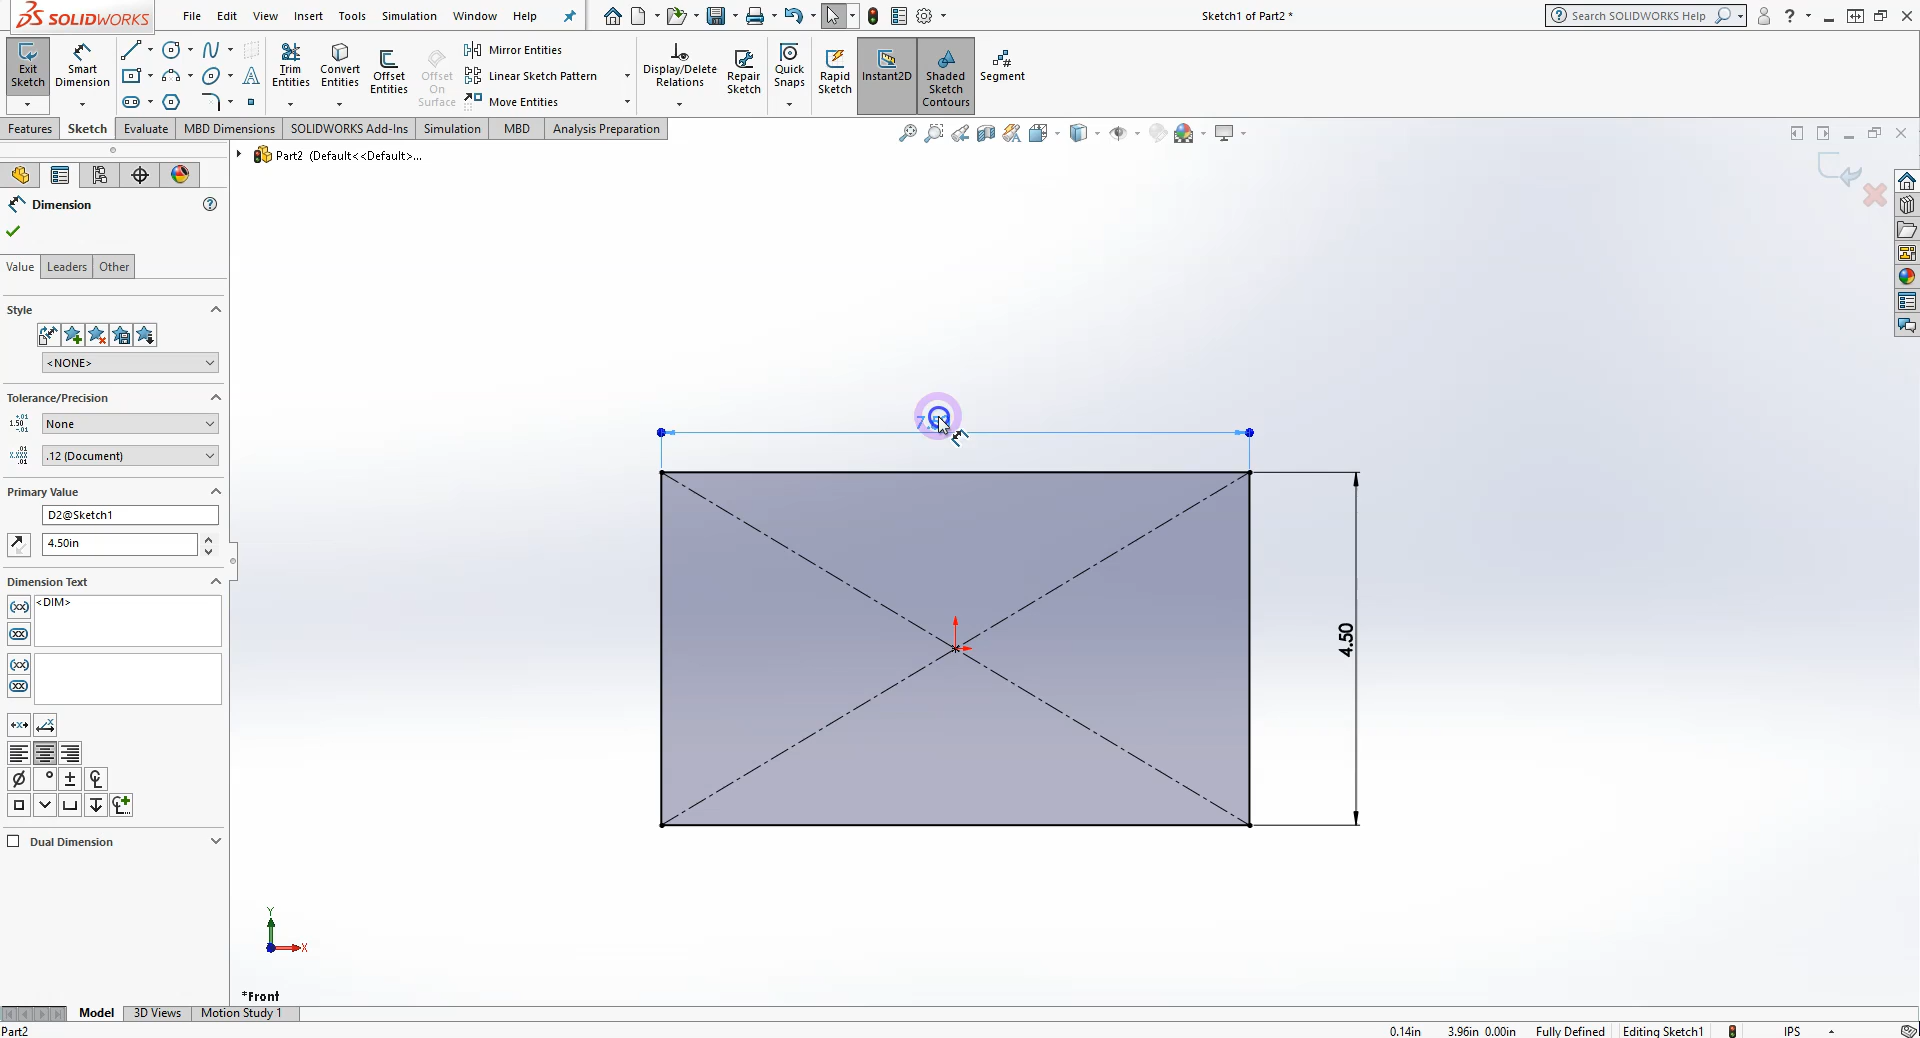 SOLIDWORKS
File Edit View Insert Tools Simulation Window Help
Sketch1 of Part2 *
Search SOLIDWORKS Help
Exit Sketch
Smart Dimension
Trim Entities
Convert Entities
Offset Entities
Offset On Surface
Mirror Entities
Linear Sketch Pattern
Move Entities
Display/Delete Relations
Repair Sketch
Quick Snaps
Rapid Sketch
Instant2D
Shaded Sketch Contours
Segment
Features Sketch Evaluate MBD Dimensions SOLIDWORKS Add-Ins Simulation MBD Analysis Preparation
Part2 (Default<<Default>...
Dimension
Value Leaders Other
Style
<NONE>
Tolerance/Precision
None
.12 (Document)
Primary Value
D2@Sketch1
4.50in
Dimension Text
<DIM>
Dual Dimension
4.50
Y
X
*Front
Model 3D Views Motion Study 1
Part2
0.14in 3.96in 0.00in Fully Defined Editing Sketch1 IPS